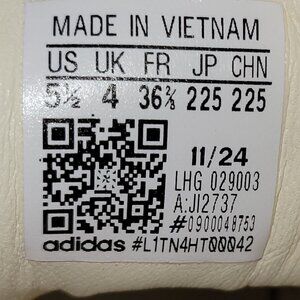 MADE IN VIETNAM
US UK FR JP CHN
5½ 4 36⅔ 225 225
11/24
LHG 029003
A:JI2737
#0900048753
adidas #L1TN4HT00042